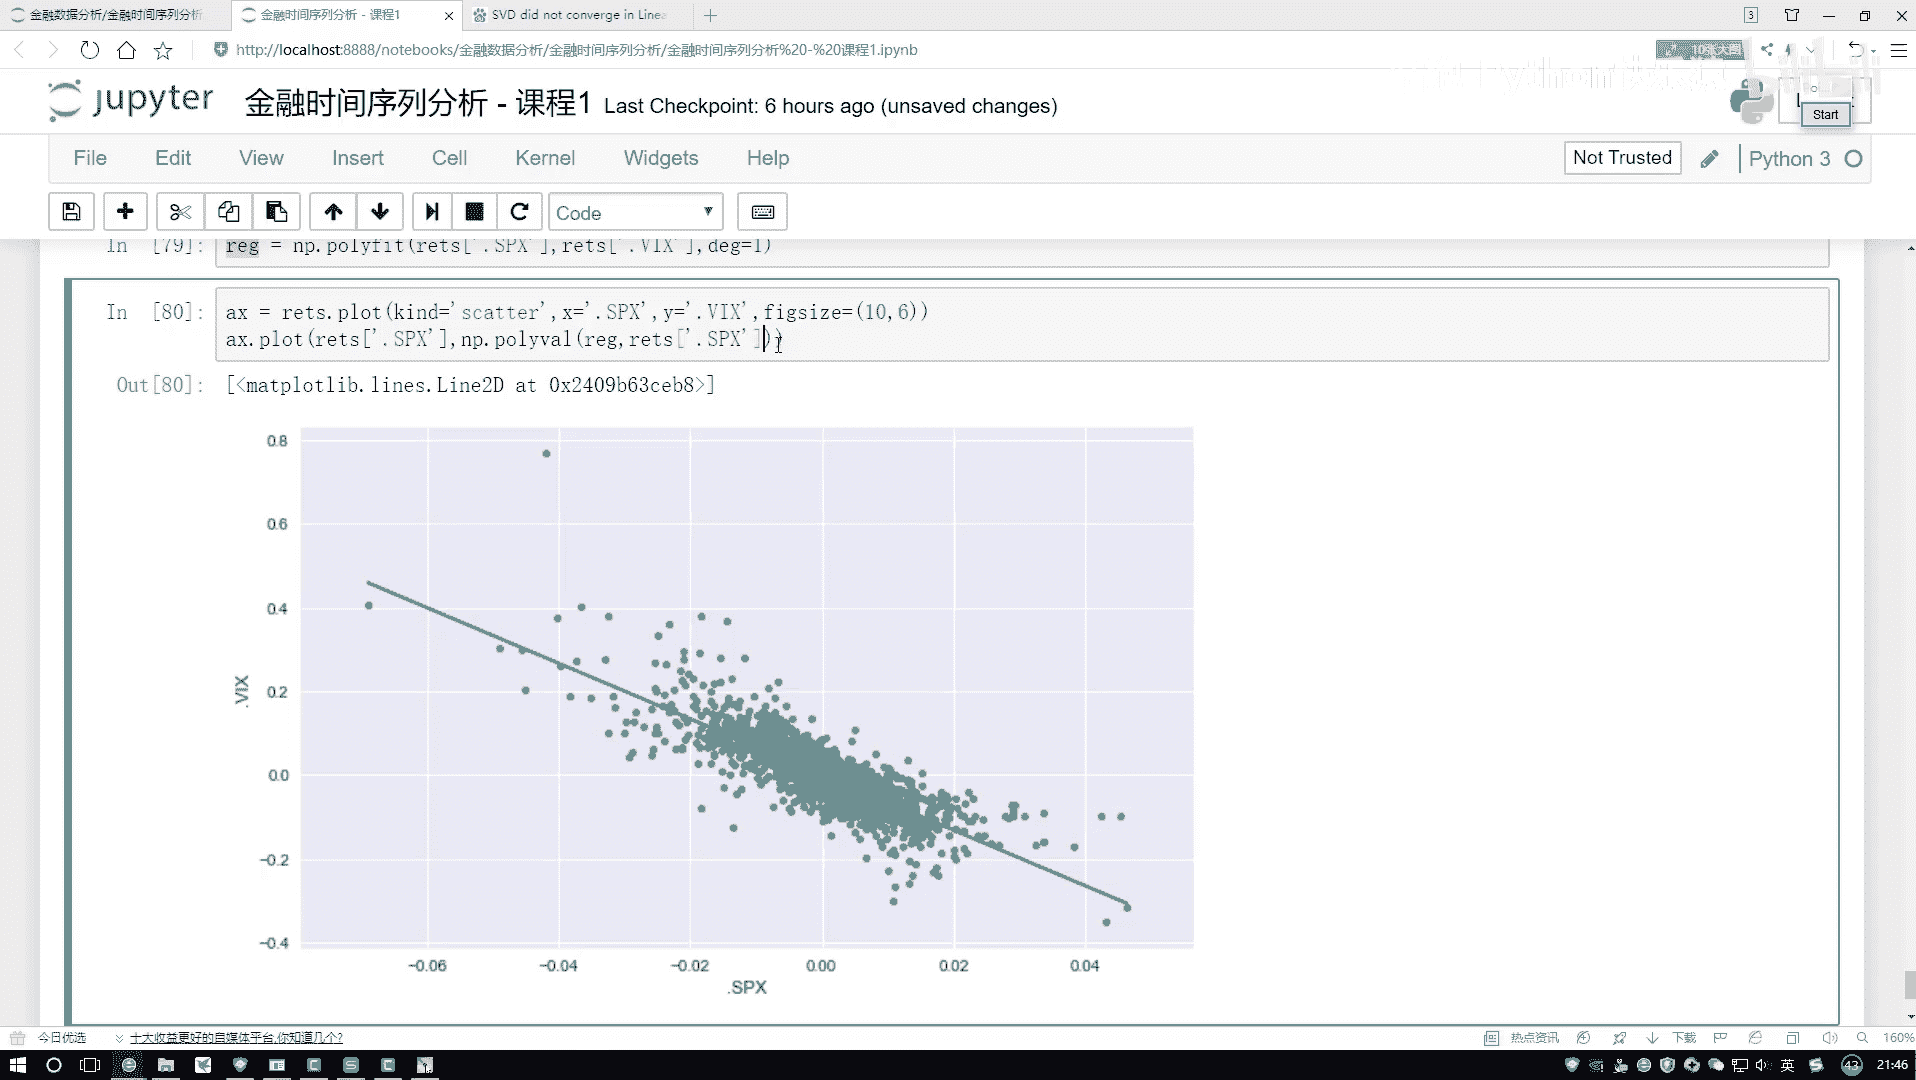 金融数据分析/金融时间序列分析
金融时间序列分析 - 课程1
SVD did not converge in Linea
3
http://localhost:8888/notebooks/金融数据分析/金融时间序列分析/金融时间序列分析%20-%20课程1.ipynb
jupyter 金融时间序列分析 - 课程1 Last Checkpoint: 6 hours ago (unsaved changes)
Start
File Edit View Insert Cell Kernel Widgets Help
Not Trusted Python 3
Code
In [79]: reg = np.polyfit(rets['.SPX'],rets['.VIX'],deg=1)
In [80]: ax = rets.plot(kind='scatter',x='.SPX',y='.VIX',figsize=(10,6))
ax.plot(rets['.SPX'],np.polyval(reg,rets['.SPX']))
Out[80]: [<matplotlib.lines.Line2D at 0x2409b63ceb8>]
0.8
0.6
0.4
.VIX
0.2
0.0
−0.2
−0.4
−0.06 −0.04 −0.02 0.00 0.02 0.04
.SPX
今日优选 十大收益更好的自媒体平台,你知道几个?
热点资讯 下载 160%
英 43 21:46